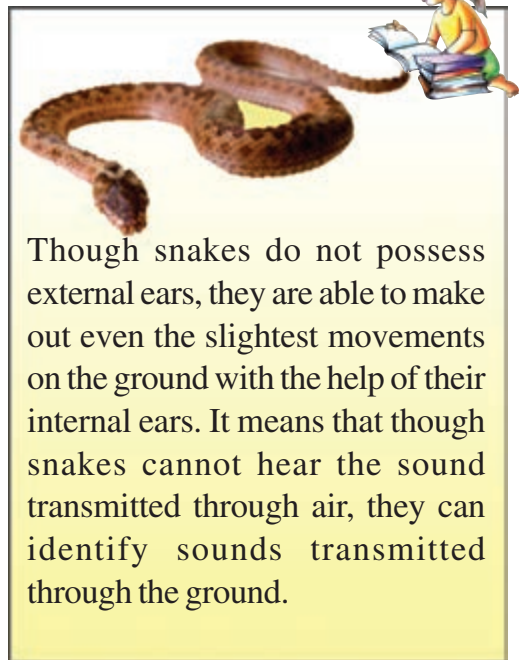 Though snakes do not possess
external ears, they are able to make
out even the slightest movements
on the ground with the help of their
internal ears. It means that though
snakes cannot hear the sound
transmitted through air, they can
identify sounds transmitted
through the ground.